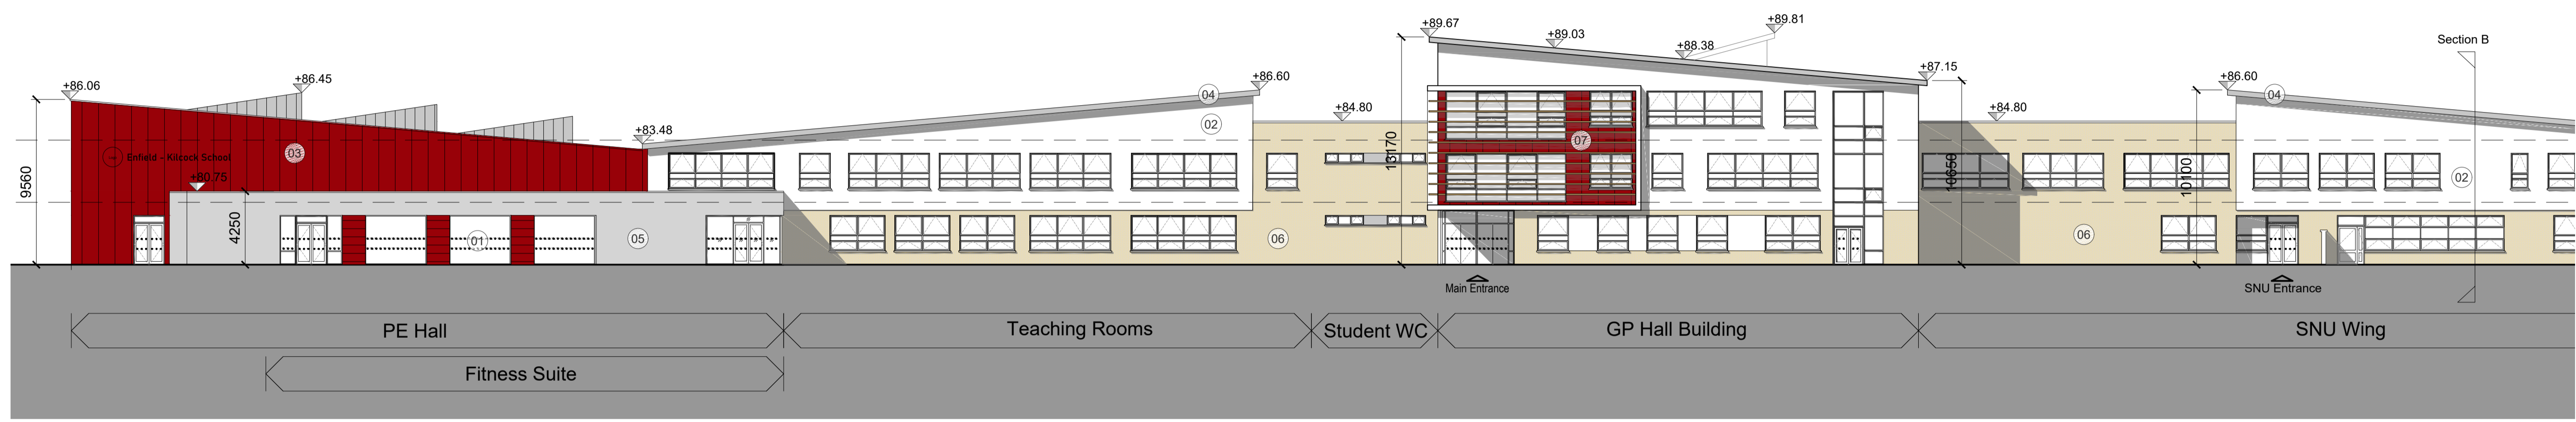 +89.67
+89.03
+88.38
+89.81
Section B
+86.06
+86.45
+86.60
+87.15
+86.60
04
04
02
+84.80
+84.80
+83.48
Enfield - Kilcock School
03
07
13170
10650
10100
9560
+80.75
02
4250
01
05
06
06
Main Entrance
SNU Entrance
PE Hall
Teaching Rooms
Student WC
GP Hall Building
SNU Wing
Fitness Suite